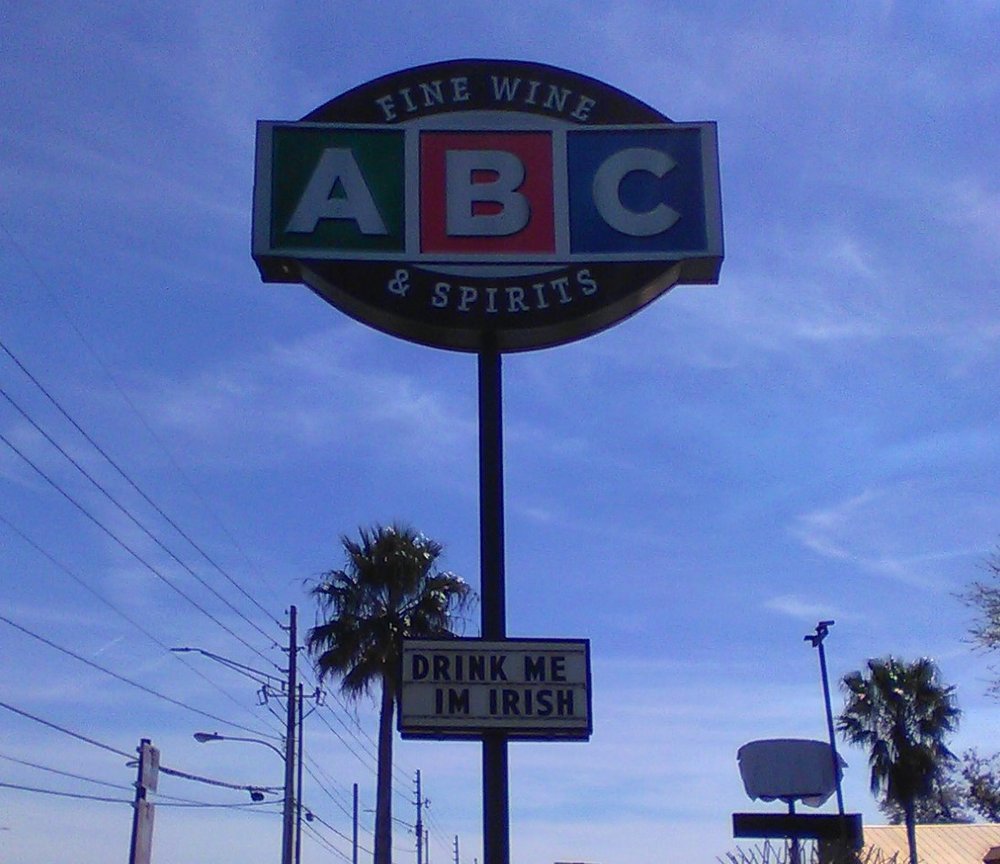 FINE WINE
ABC
& SPIRITS
DRINK ME
IM IRISH